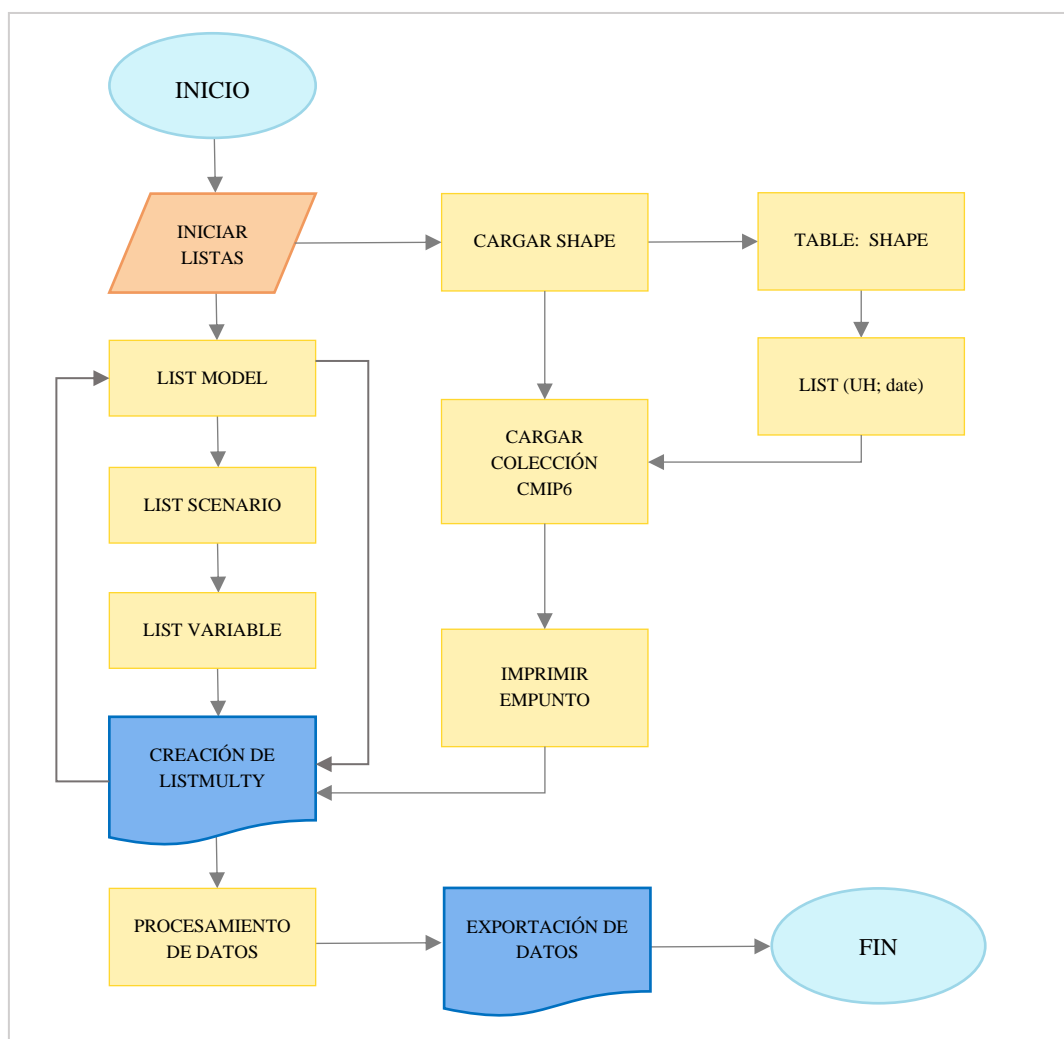 INICIO
INICIAR
LISTAS
CARGAR SHAPE
TABLE: SHAPE
LIST MODEL
LIST (UH; date)
CARGAR
COLECCIÓN
CMIP6
LIST SCENARIO
LIST VARIABLE
IMPRIMIR
EMPUNTO
CREACIÓN DE
LISTMULTY
PROCESAMIENTO
DE DATOS
EXPORTACIÓN DE
DATOS
FIN